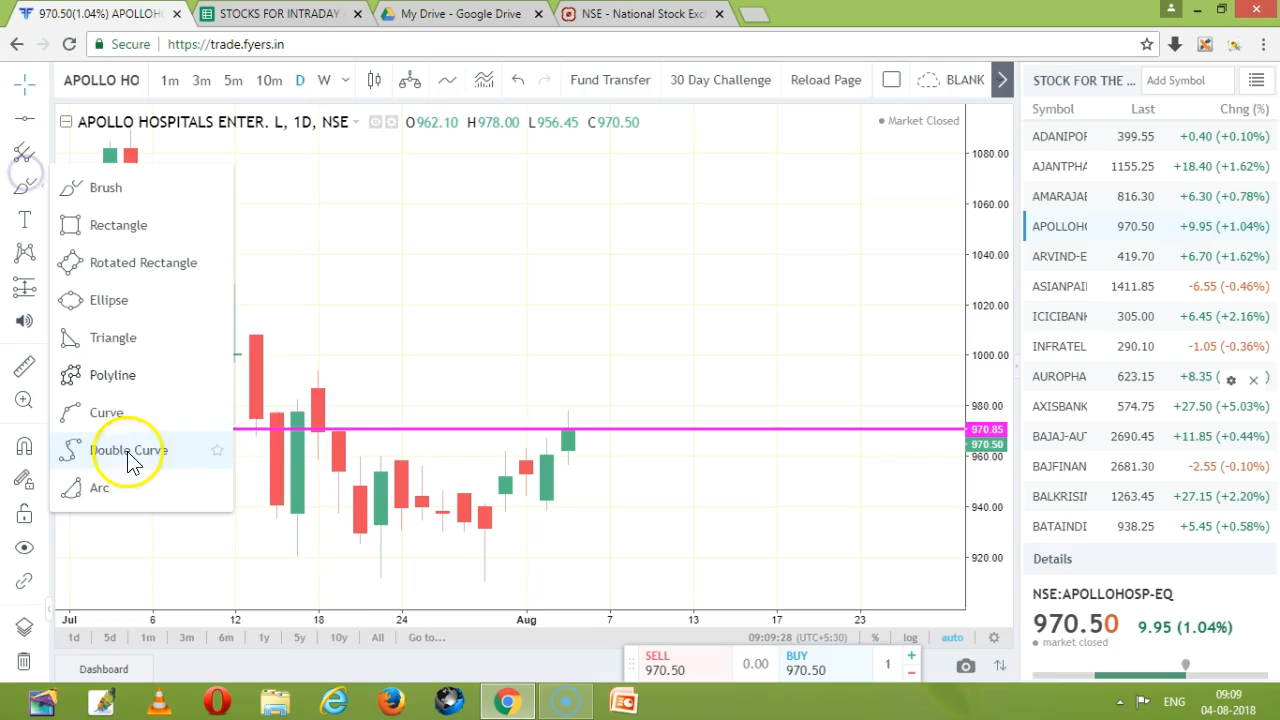 970.50(1.04%) APOLLOH
STOCKS FOR INTRADAY
My Drive - Google Drive
NSE - National Stock Exc
Secure
https://trade.fyers.in
APOLLO HO
1m 3m 5m 10m D W
Fund Transfer
30 Day Challenge
Reload Page
BLANK
STOCK FOR THE ...
Add Symbol
APOLLO HOSPITALS ENTER. L, 1D, NSE
O962.10 H978.00 L956.45 C970.50
Market Closed
Symbol Last Chng (%)
ADANIPOF 399.55 +0.40 (+0.10%)
AJANTPHA 1155.25 +18.40 (+1.62%)
AMARAJAE 816.30 +6.30 (+0.78%)
APOLLOHC 970.50 +9.95 (+1.04%)
ARVIND-E 419.70 +6.70 (+1.62%)
ASIANPAI 1411.85 -6.55 (-0.46%)
ICICIBANK 305.00 +6.45 (+2.16%)
INFRATEL 290.10 -1.05 (-0.36%)
AUROPHA 623.15 +8.35 (
AXISBANK 574.75 +27.50 (+5.03%)
BAJAJ-AU 2690.45 +11.85 (+0.44%)
BAJFINAN 2681.30 -2.55 (-0.10%)
BALKRISI 1263.45 +27.15 (+2.20%)
BATAINDI 938.25 +5.45 (+0.58%)
Brush
Rectangle
Rotated Rectangle
Ellipse
Triangle
Polyline
Curve
Double Curve
Arc
1080.00
1060.00
1040.00
1020.00
1000.00
980.00
970.85
970.50
960.00
940.00
920.00
Jul 6 12 18 24 Aug 7 13 17 23
1d 5d 1m 3m 6m 1y 5y 10y All Go to...
09:09:28 (UTC+5:30) % log auto
Details
NSE:APOLLOHOSP-EQ
970.50 9.95 (1.04%)
market closed
Dashboard
SELL
970.50
0.00
BUY
970.50
1
ENG
09:09
04-08-2018